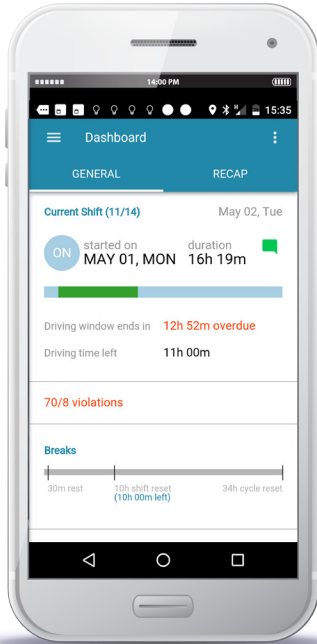 14:00 PM
15:35
Dashboard
GENERAL RECAP
Current Shift (11/14) May 02, Tue
ON started on duration
MAY 01, MON 16h 19m
Driving window ends in 12h 52m overdue
Driving time left 11h 00m
70/8 violations
Breaks
30m rest 10h shift reset 34h cycle reset
(10h 00m left)